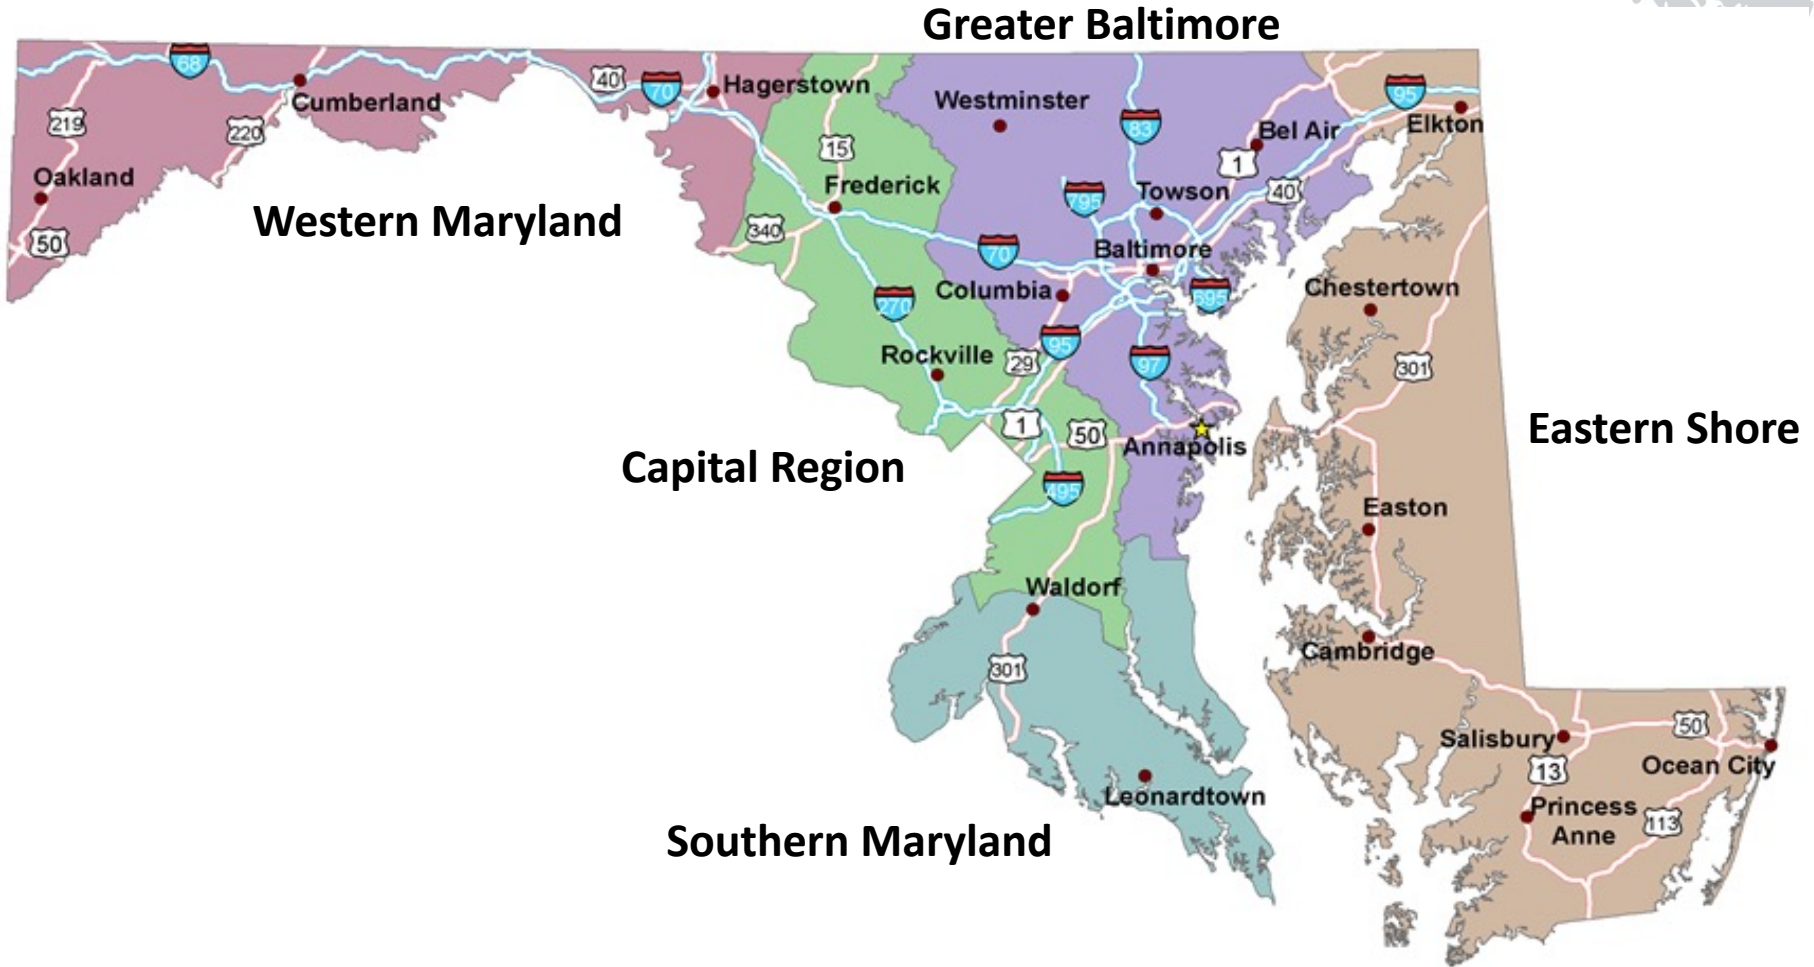 Greater Baltimore
68
40
70
Hagerstown
95
Cumberland
Westminster
83
Elkton
219
220
15
Bel Air
1
Oakland
Frederick
795
Towson
40
Western Maryland
50
340
70
Baltimore
Columbia
695
Chestertown
270
95
Rockville
29
97
301
1
50
Eastern Shore
Annapolis
Capital Region
495
Easton
Waldorf
Cambridge
301
50
Salisbury
13
Ocean City
Leonardtown
Princess
Anne
113
Southern Maryland